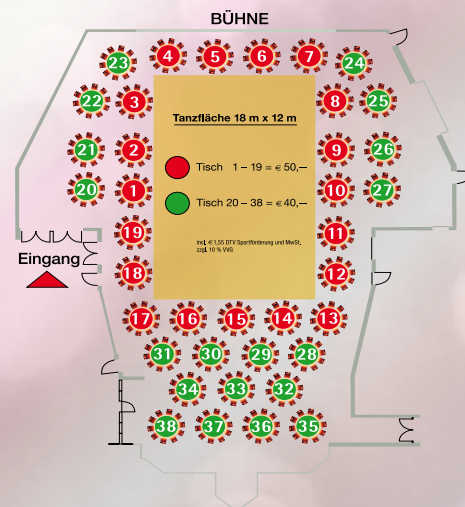 BÜHNE
4 5 6 7
23 24
22 3 8 25
Tanzfläche 18 m x 12 m
21 2 9 26
Tisch 1 – 19 = € 50,—
20 1 10 27
Tisch 20 – 38 = € 40,—
19 11
incl. € 1,55 DTV Sportförderung und MwSt.,
zzgl. 10 % VVG
Eingang
18 12
17 16 15 14 13
31 30 29 28
34 33 32
38 37 36 35